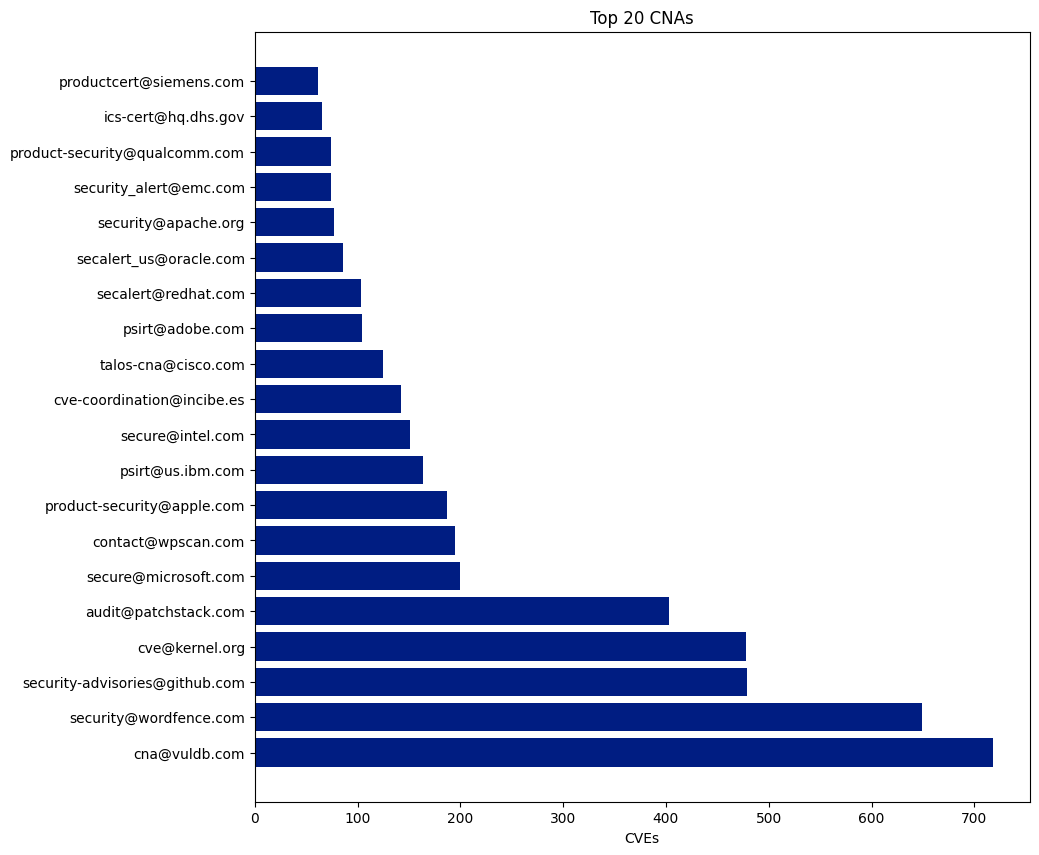 Top 20 CNAs
productcert@siemens.com
ics-cert@hq.dhs.gov
product-security@qualcomm.com
security_alert@emc.com
security@apache.org
secalert_us@oracle.com
secalert@redhat.com
psirt@adobe.com
talos-cna@cisco.com
cve-coordination@incibe.es
secure@intel.com
psirt@us.ibm.com
product-security@apple.com
contact@wpscan.com
secure@microsoft.com
audit@patchstack.com
cve@kernel.org
security-advisories@github.com
security@wordfence.com
cna@vuldb.com
0 100 200 300 400 500 600 700
CVEs